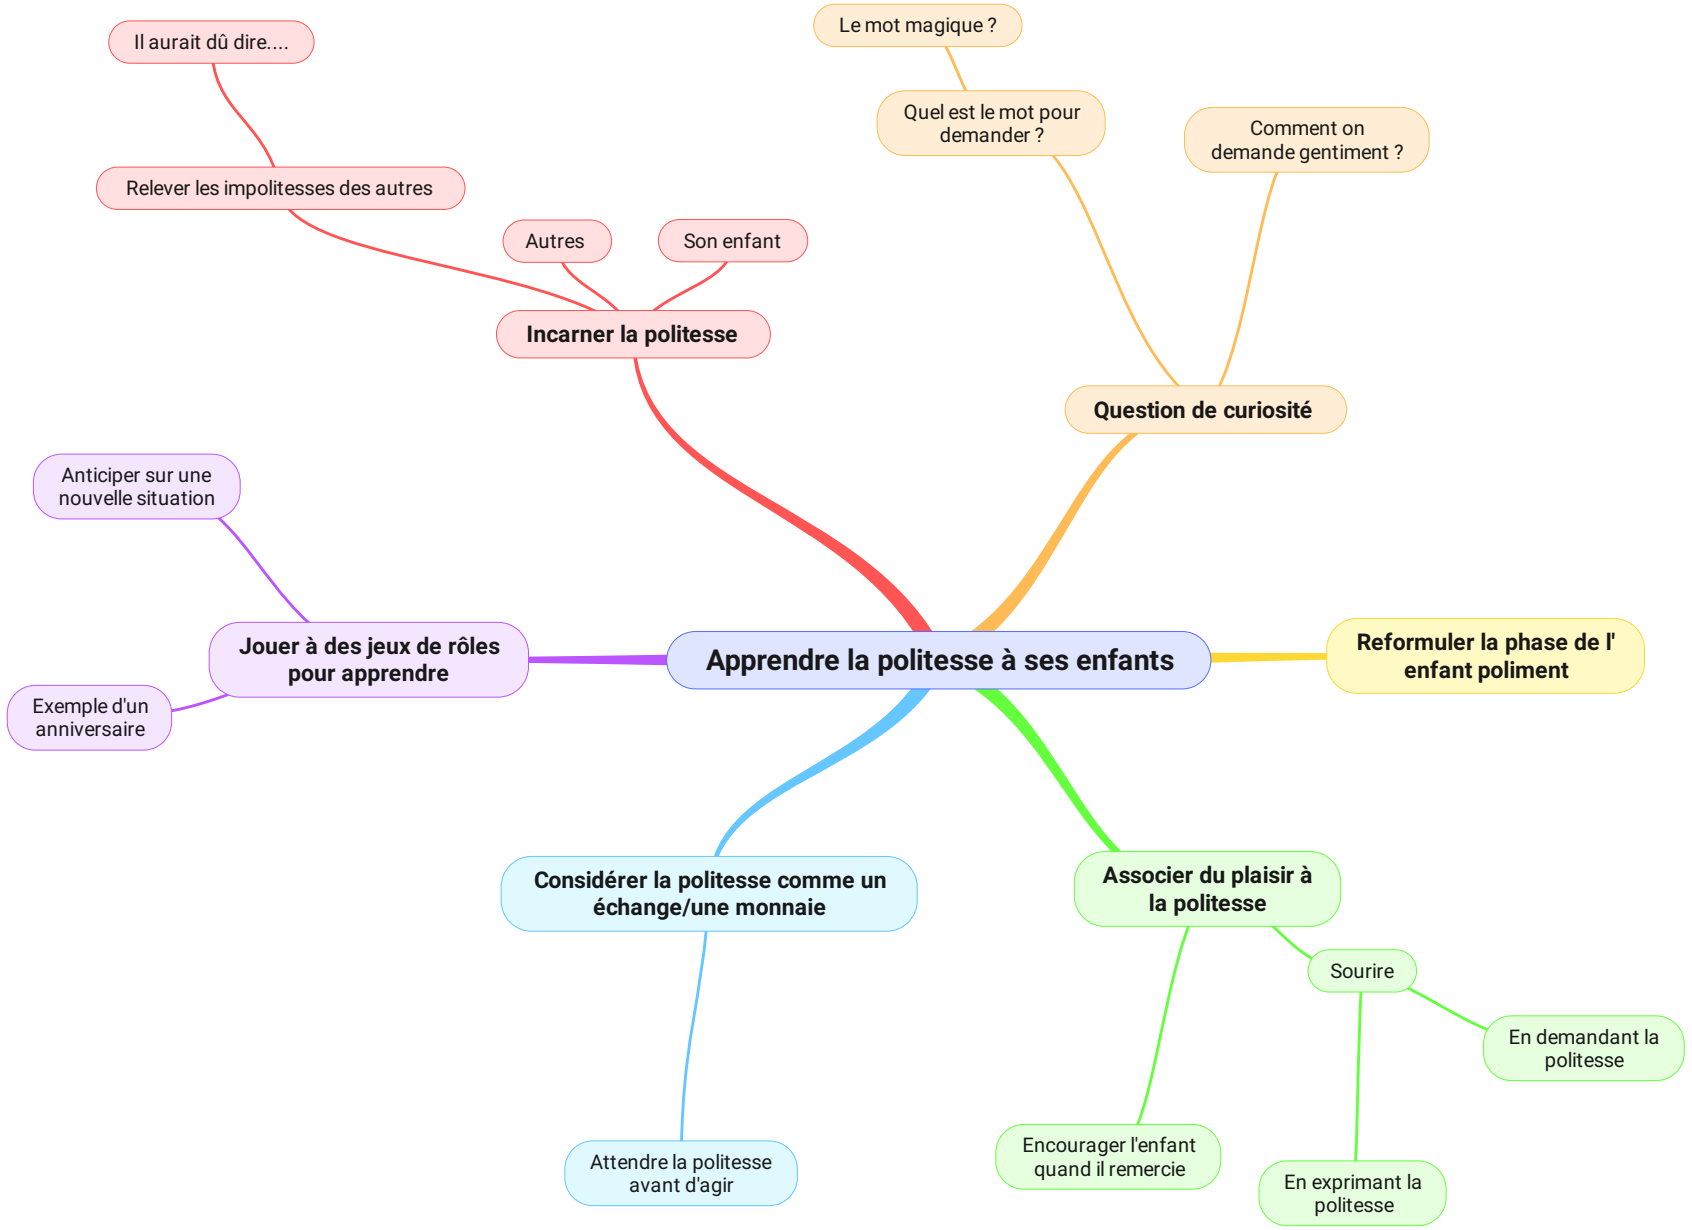 Il aurait dû dire....
Le mot magique ?
Quel est le mot pour
demander ?
Comment on
demande gentiment ?
Relever les impolitesses des autres
Autres
Son enfant
Incarner la politesse
Question de curiosité
Anticiper sur une
nouvelle situation
Jouer à des jeux de rôles
pour apprendre
Exemple d'un
anniversaire
Apprendre la politesse à ses enfants
Reformuler la phase de l'
enfant poliment
Considérer la politesse comme un
échange/une monnaie
Associer du plaisir à
la politesse
Sourire
En demandant la
politesse
Attendre la politesse
avant d'agir
Encourager l'enfant
quand il remercie
En exprimant la
politesse